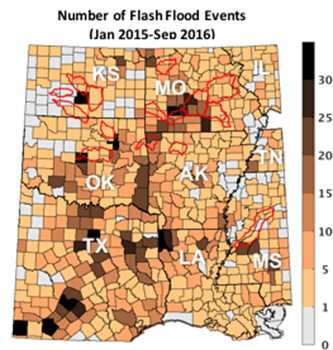 Number of Flash Flood Events
(Jan 2015-Sep 2016)
KS
MO
IL
TN
OK
AK
TX
LA
MS
30
25
20
15
10
5
1
0